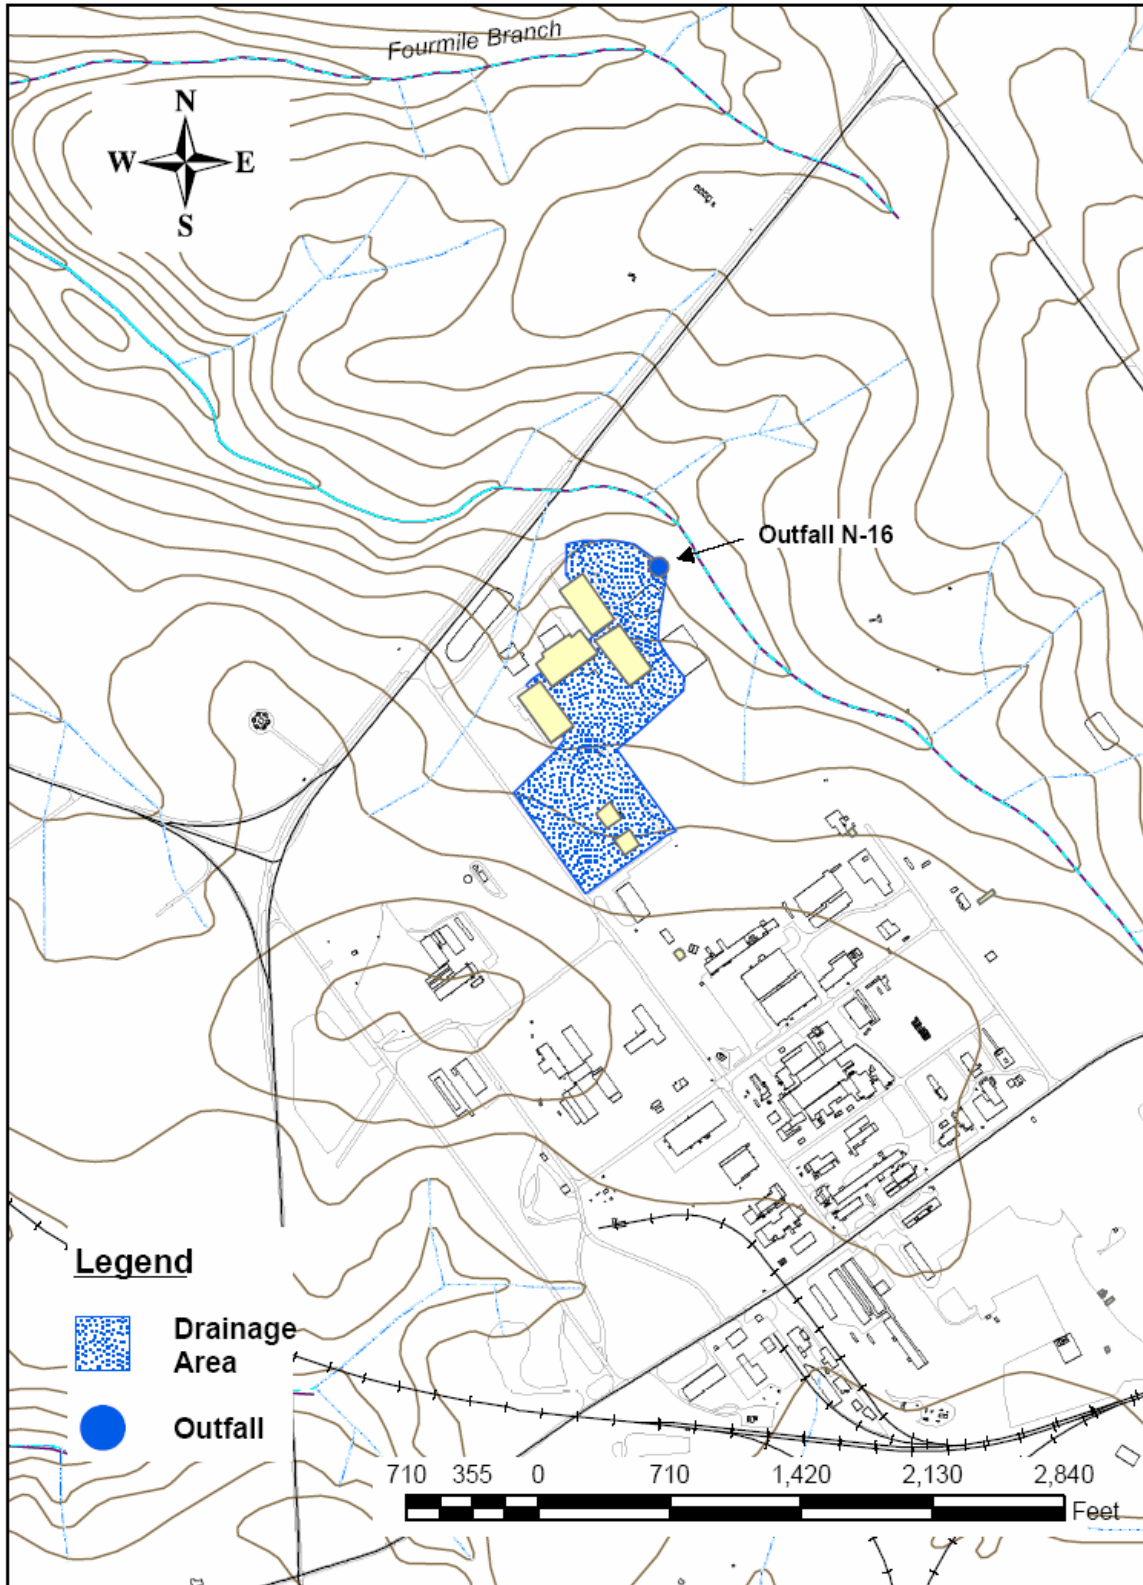 Fourmile Branch
N
W E
S
Outfall N-16
Legend
Drainage
Area
Outfall
710 355 0 710 1,420 2,130 2,840
Feet